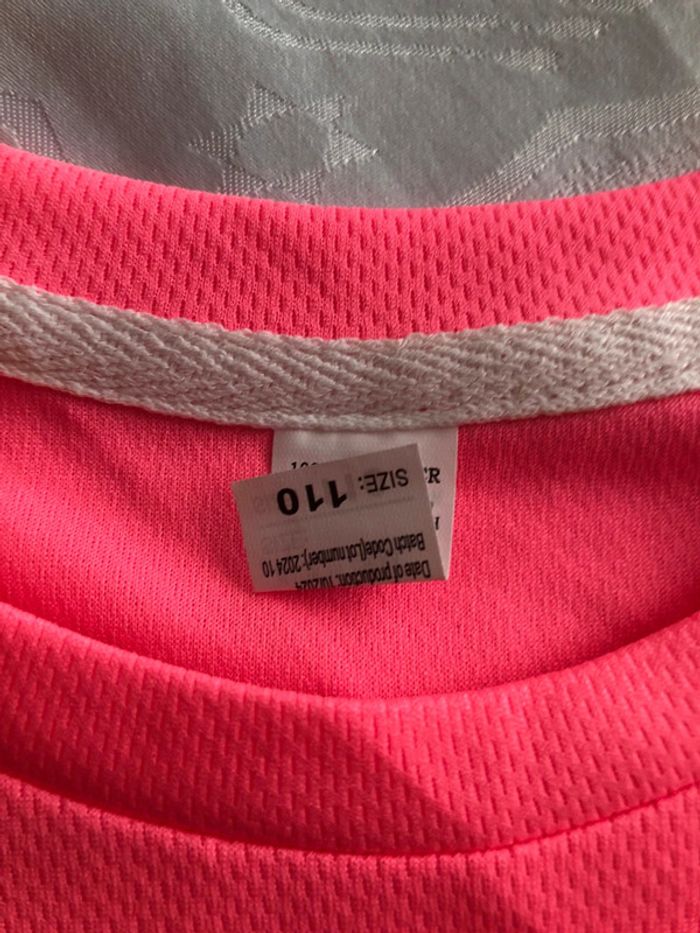 Date of production: 10/2024
Batch Code(Lot number): 2024 10
SIZE: 110